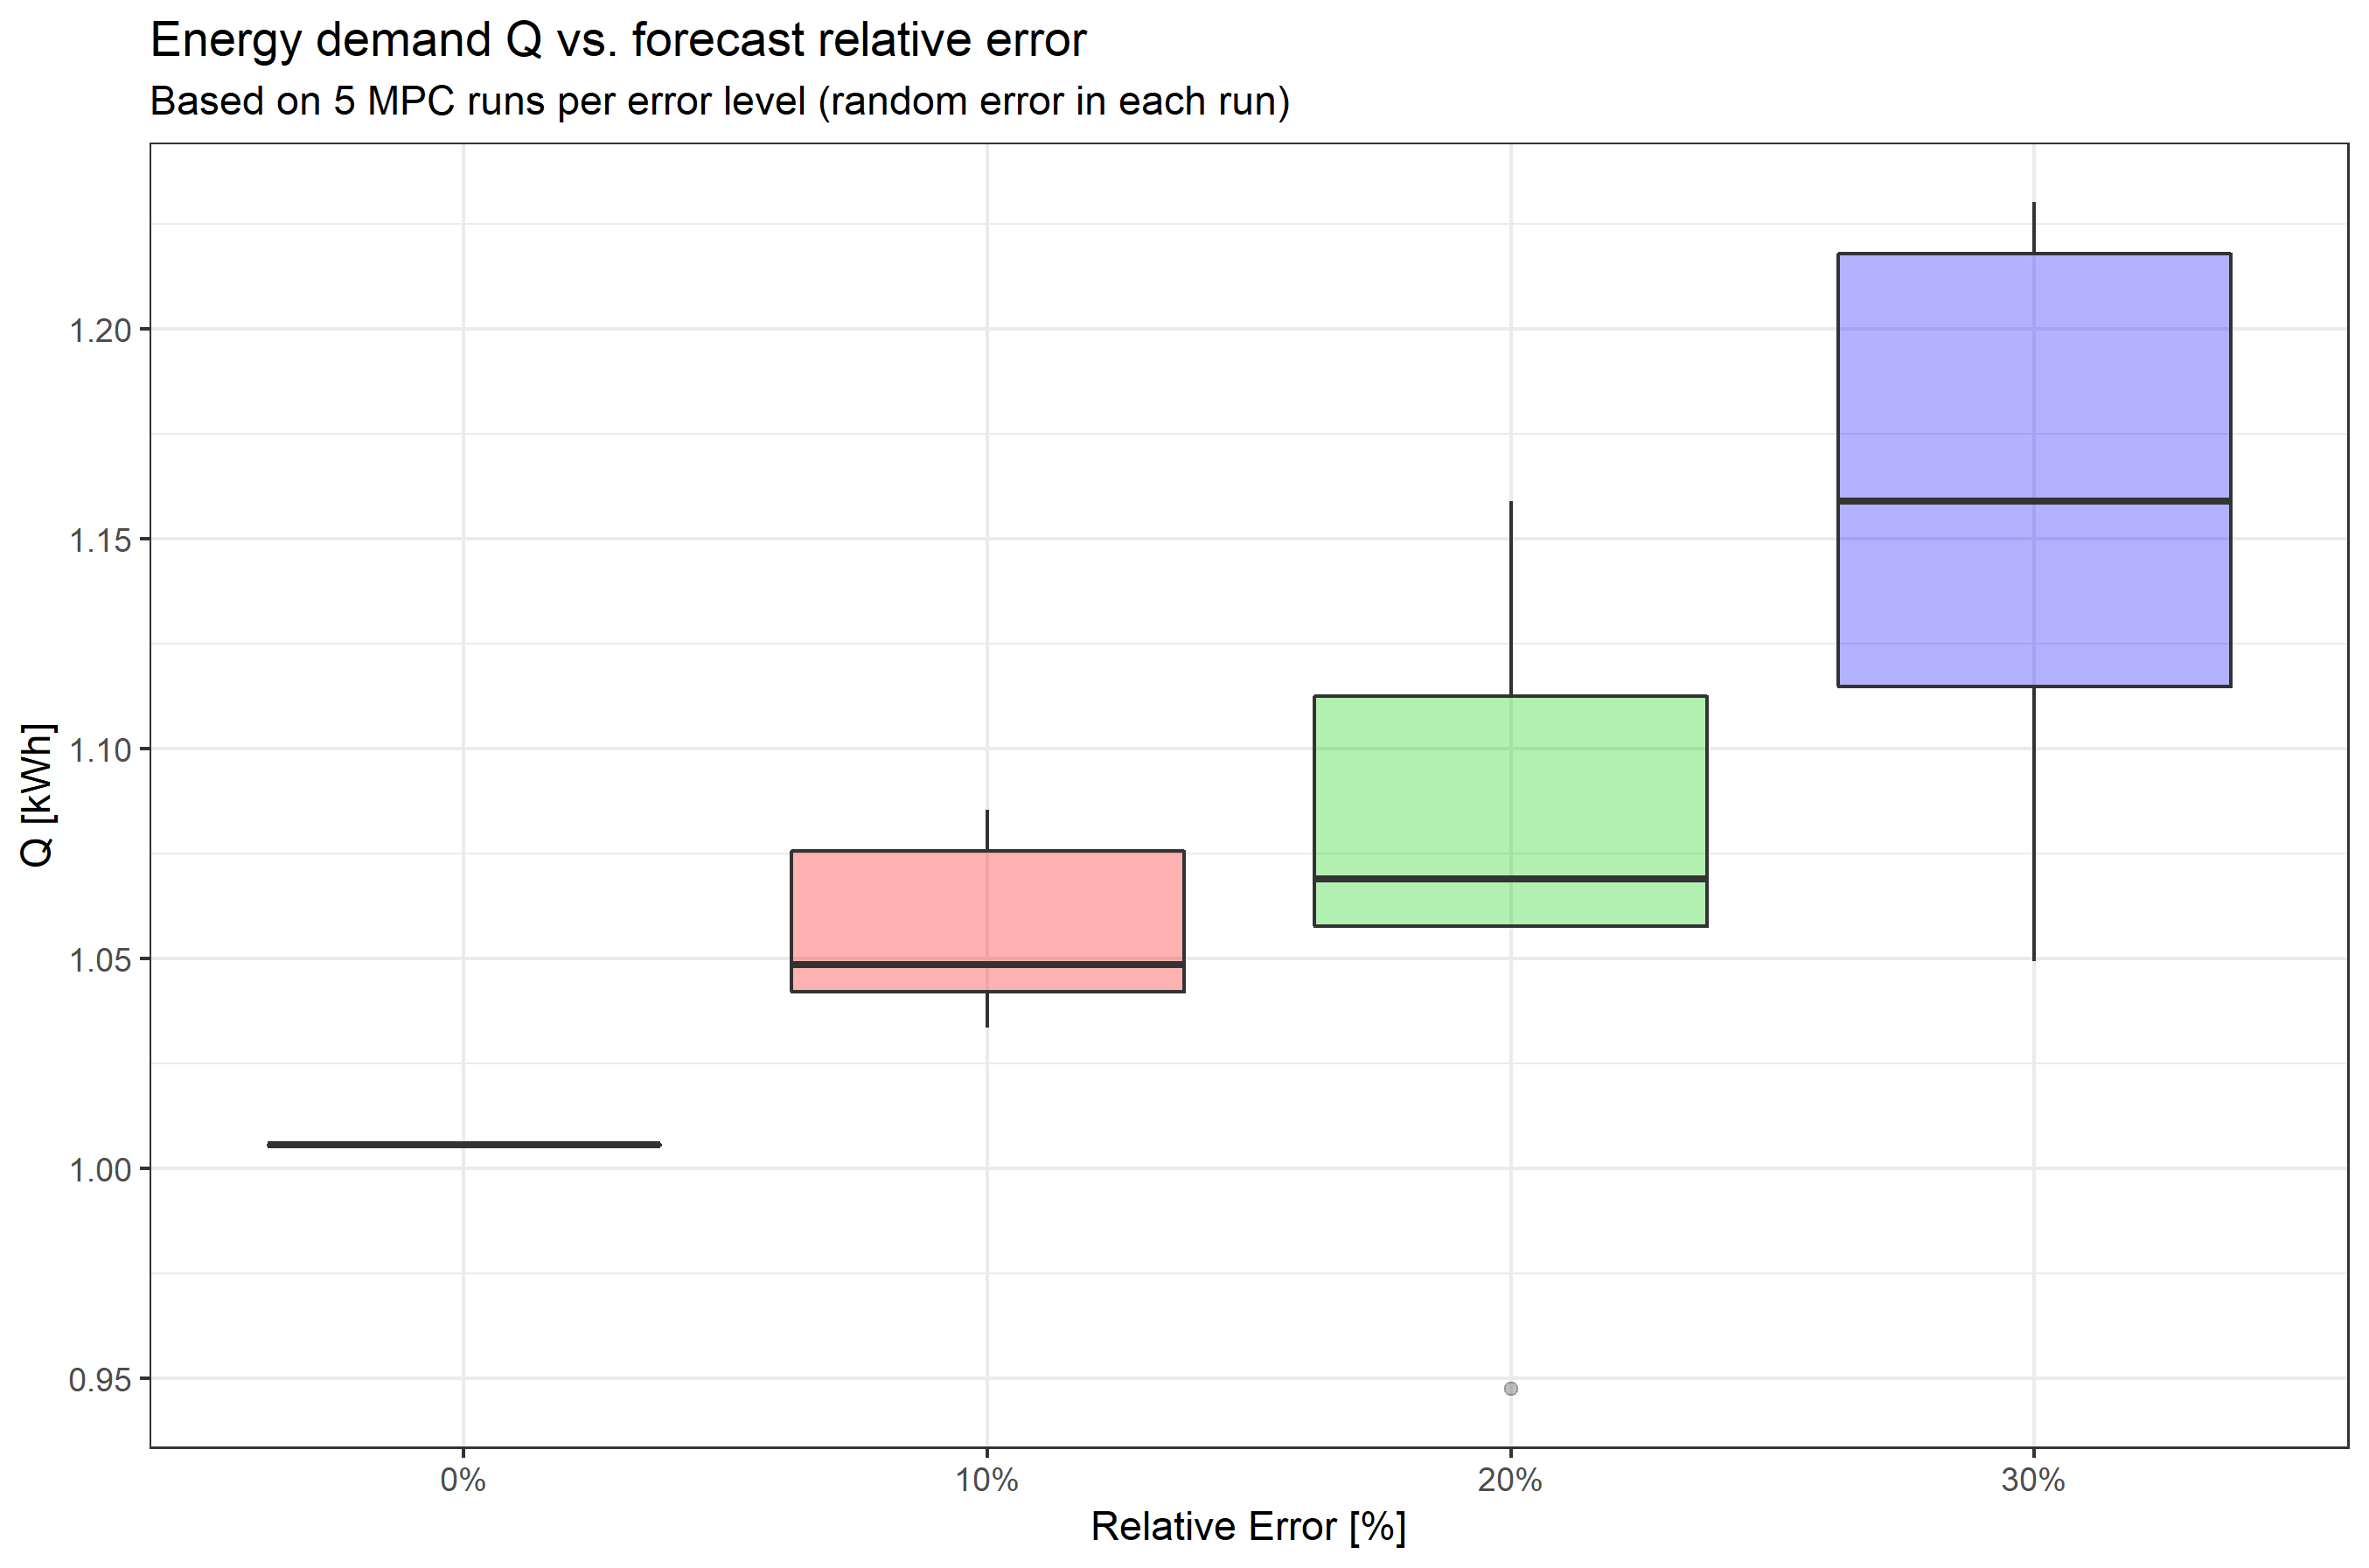 Energy demand Q vs. forecast relative error
Based on 5 MPC runs per error level (random error in each run)
Q [kWh]
1.20
1.15
1.10
1.05
1.00
0.95
0%
10%
20%
30%
Relative Error [%]